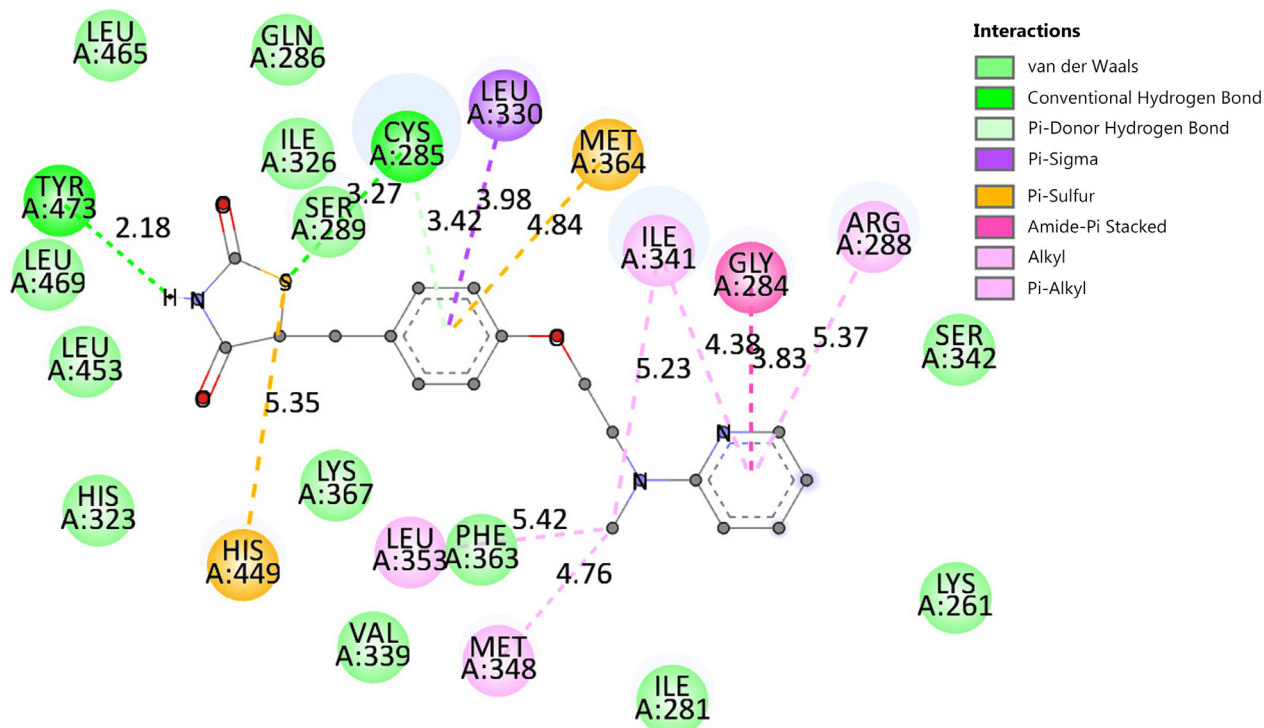 LEU
A:465
GLN
A:286
LEU
A:330
CYS
A:285
MET
A:364
ILE
A:326
TYR
A:473
SER
A:289
3.27
3.42
3.98
4.84
2.18
LEU
A:469
ILE
A:341
ARG
A:288
GLY
A:284
H
N
S
O
O
O
LEU
A:453
5.35
5.23
4.38
3.83
5.37
SER
A:342
N
N
HIS
A:323
LYS
A:367
HIS
A:449
LEU
A:353
PHE
A:363
5.42
4.76
VAL
A:339
MET
A:348
LYS
A:261
ILE
A:281
Interactions
van der Waals
Conventional Hydrogen Bond
Pi-Donor Hydrogen Bond
Pi-Sigma
Pi-Sulfur
Amide-Pi Stacked
Alkyl
Pi-Alkyl